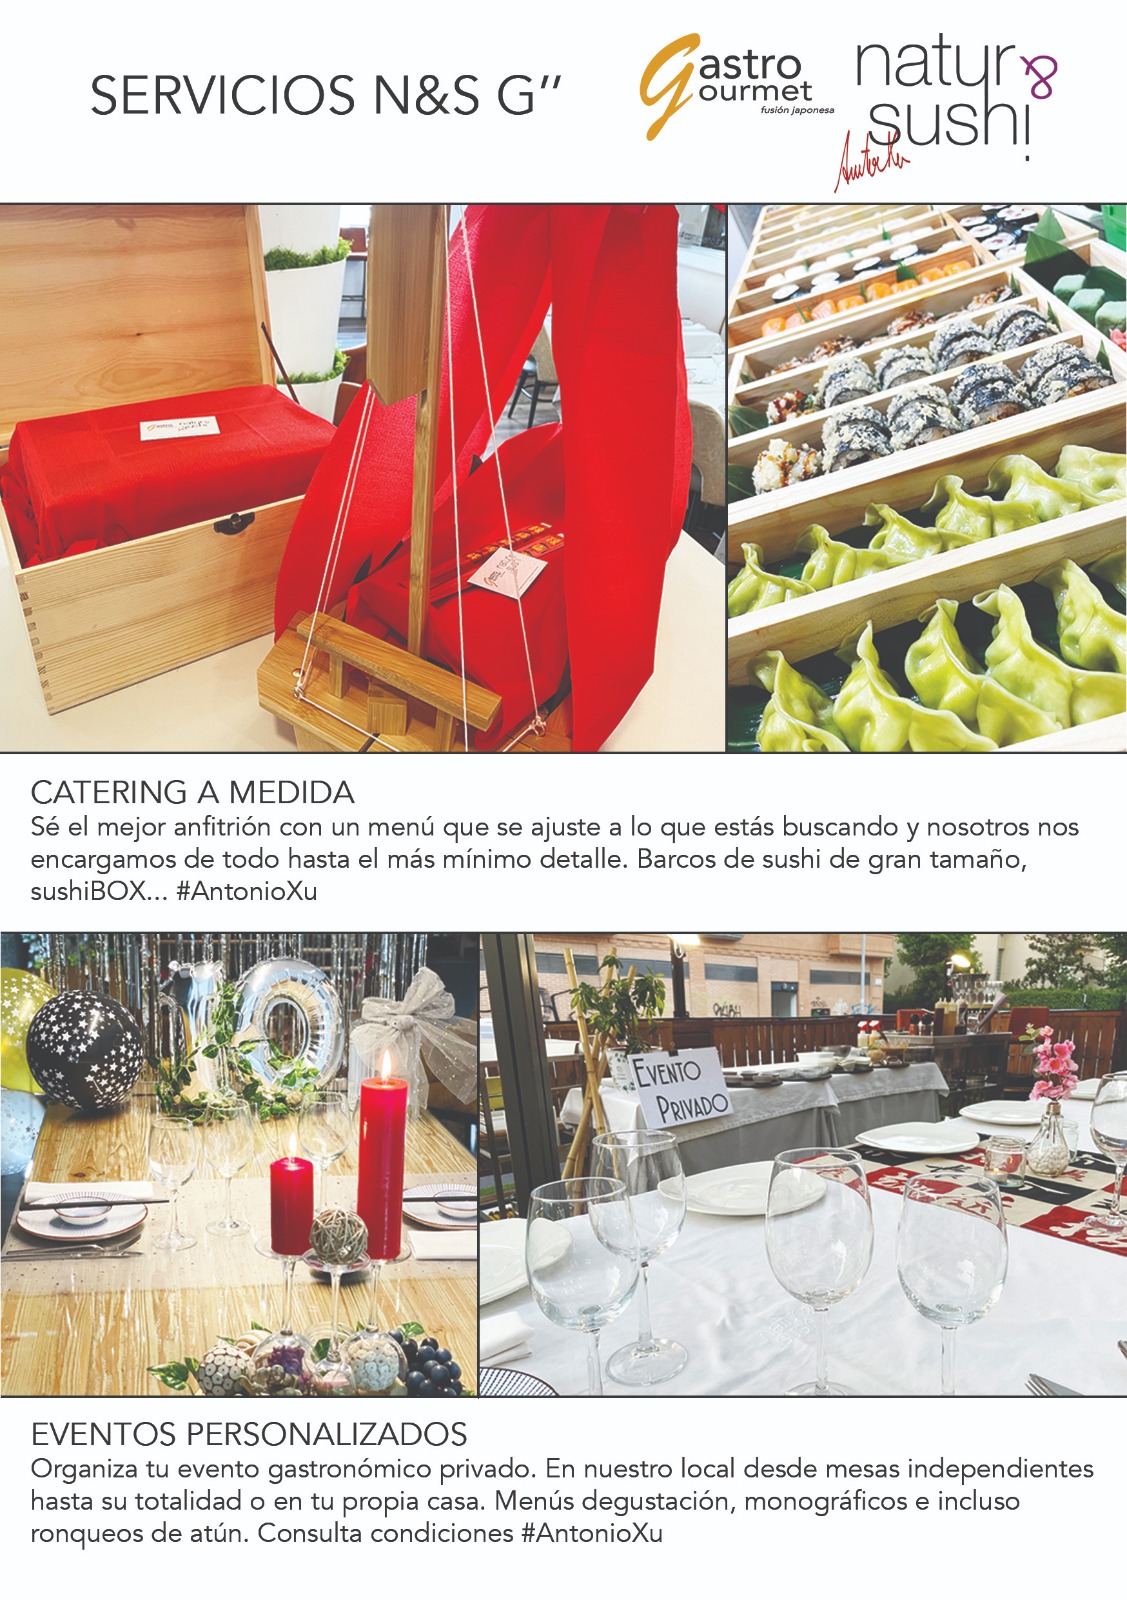 SERVICIOS N&S G’’
Gastro
Gourmet
fusión japonesa
natur &
sushi
CATERING A MEDIDA
Sé el mejor anfitrión con un menú que se ajuste a lo que estás buscando y nosotros nos
encargamos de todo hasta el más mínimo detalle. Barcos de sushi de gran tamaño,
sushiBOX... #AntonioXu
EVENTO
PRIVADO
EVENTOS PERSONALIZADOS
Organiza tu evento gastronómico privado. En nuestro local desde mesas independientes
hasta su totalidad o en tu propia casa. Menús degustación, monográficos e incluso
ronqueos de atún. Consulta condiciones #AntonioXu